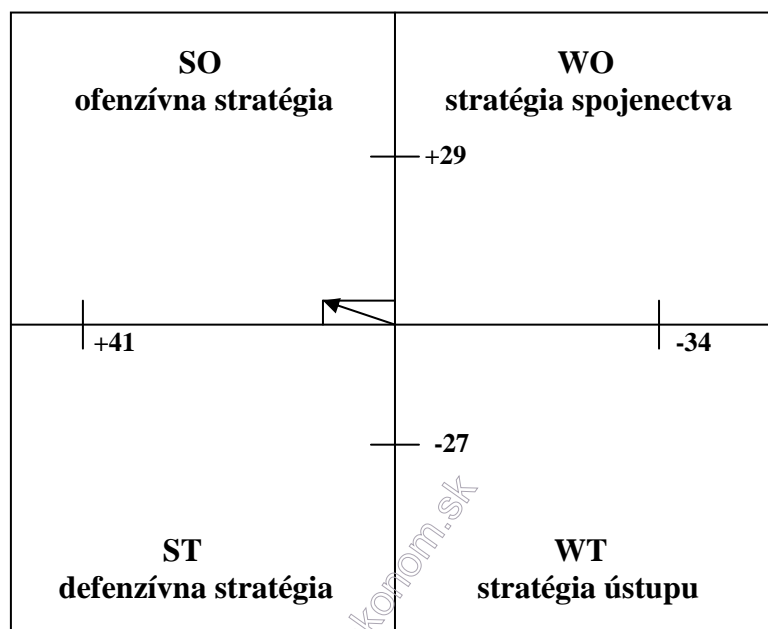 SO
ofenzívna stratégia
WO
stratégia spojenectva
+29
+41
-34
-27
ST
defenzívna stratégia
WT
stratégia ústupu
konom.sk